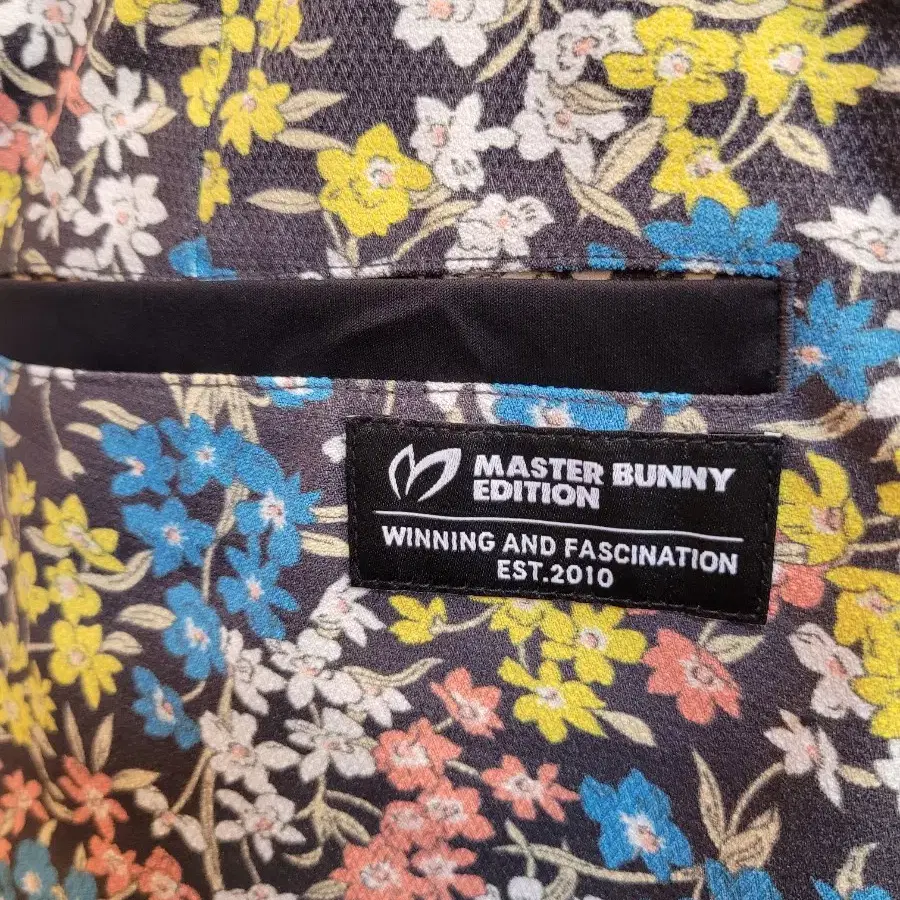 MASTER BUNNY
EDITION
WINNING AND FASCINATION
EST.2010